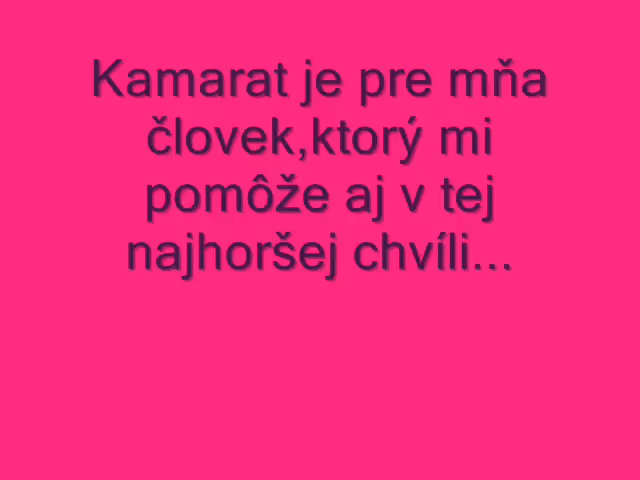 Kamarat je pre mňa
človek,ktorý mi
pomôže aj v tej
najhoršej chvíli...